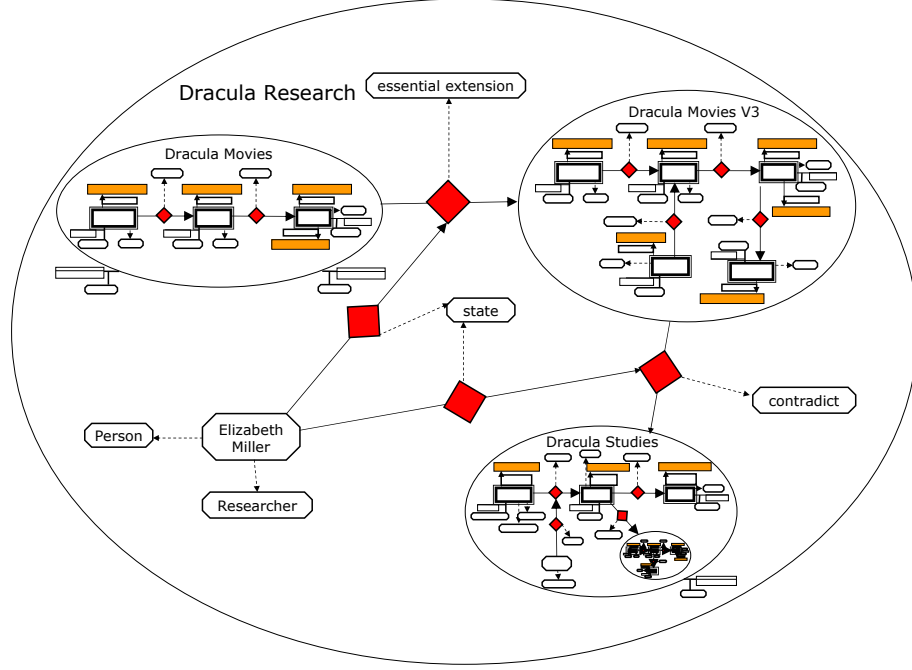 essential extension
Dracula Research
Dracula Movies V3
Dracula Movies
state
contradict
Person
Elizabeth
Miller
Dracula Studies
Researcher